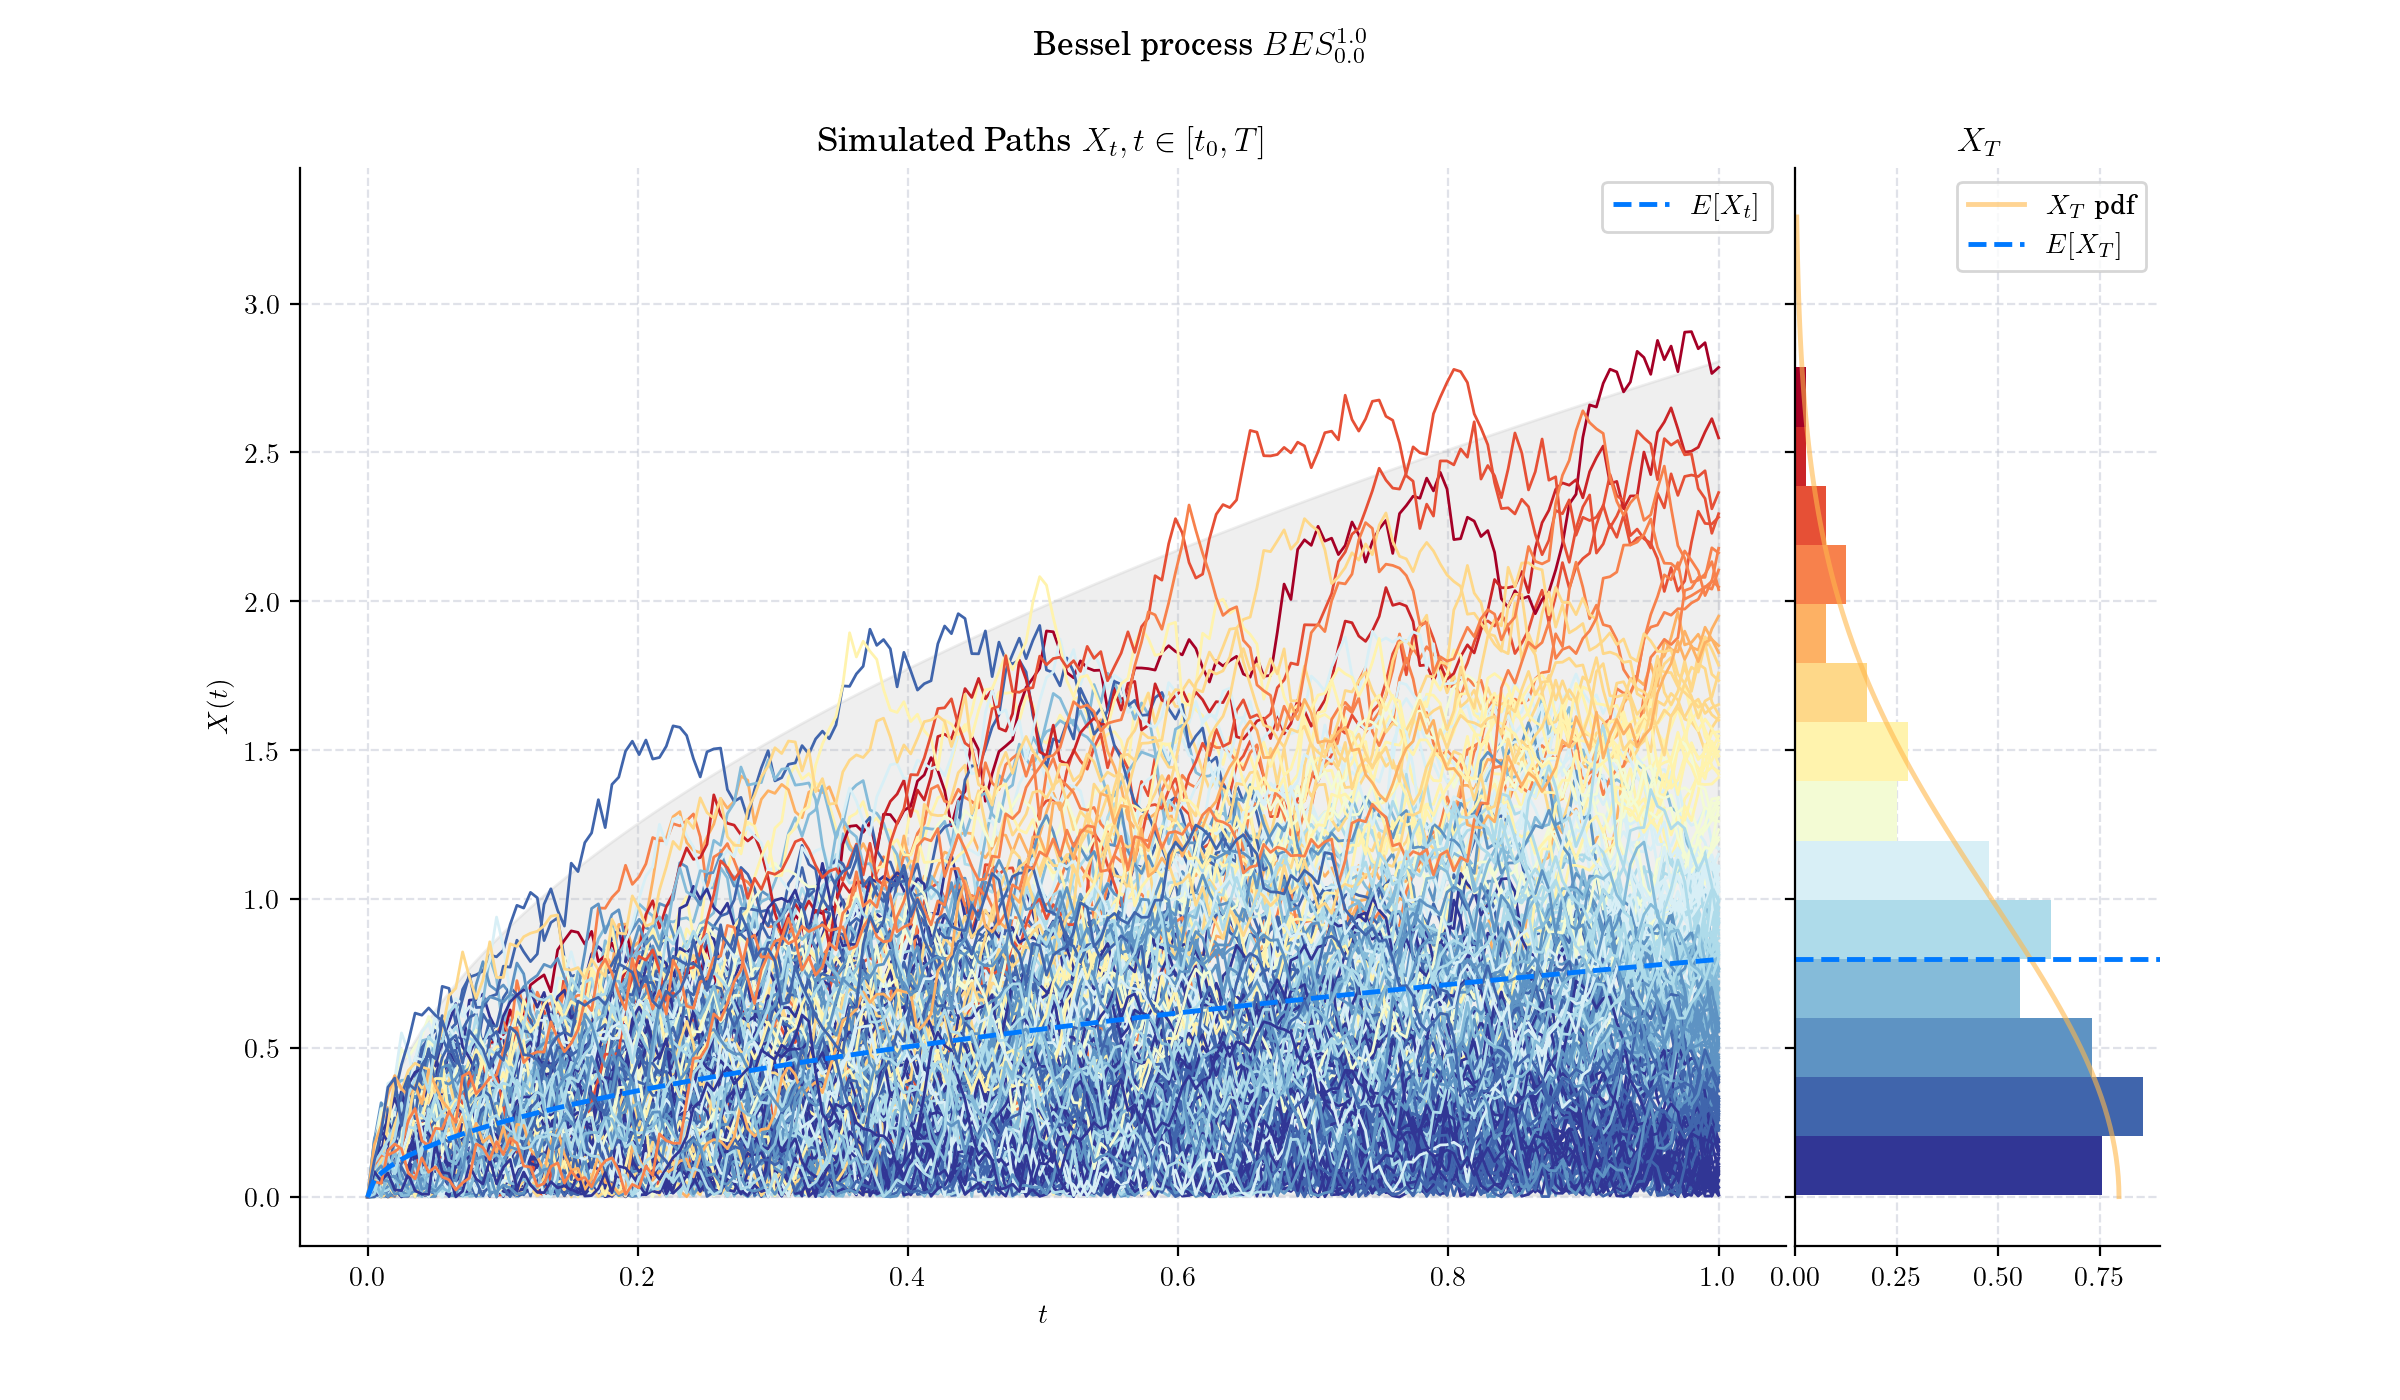 Bessel process $BES_{0.0}^{1.0}$
Simulated Paths $X_t, t \in [t_0, T]$
$X_T$
$E[X_t]$
$X_T$ pdf
$E[X_T]$
3.0
2.5
2.0
1.5
1.0
0.5
0.0
$X(t)$
0.0 0.2 0.4 0.6 0.8 1.0
0.00 0.25 0.50 0.75
$t$